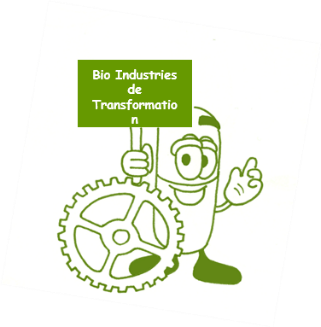 Bio Industries
de
Transformatio
n